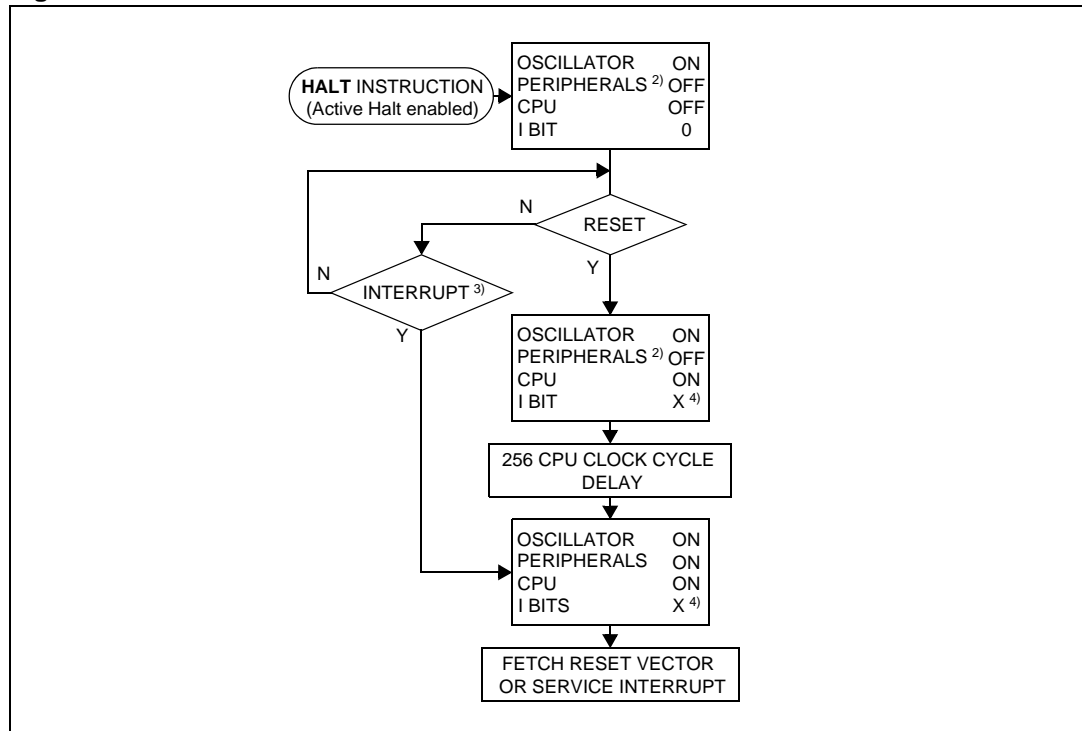 HALT INSTRUCTION
(Active Halt enabled)
OSCILLATOR ON
PERIPHERALS 2) OFF
CPU OFF
I BIT 0
N
RESET
Y
N
INTERRUPT 3)
Y
OSCILLATOR ON
PERIPHERALS 2) OFF
CPU ON
I BIT X 4)
256 CPU CLOCK CYCLE
DELAY
OSCILLATOR ON
PERIPHERALS ON
CPU ON
I BITS X 4)
FETCH RESET VECTOR
OR SERVICE INTERRUPT